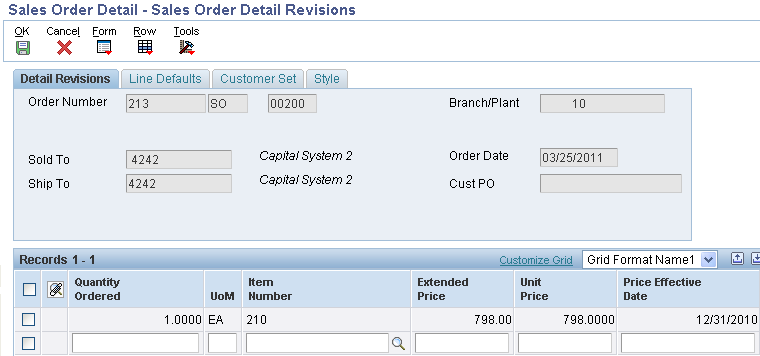 Sales Order Detail - Sales Order Detail Revisions
OK Cancel Form Row Tools
Detail Revisions Line Defaults Customer Set Style
Order Number 213 SO 00200 Branch/Plant 10
Sold To 4242 Capital System 2 Order Date 03/25/2011
Ship To 4242 Capital System 2 Cust PO
Records 1 - 1 Customize Grid Grid Format Name1
Quantity Ordered UoM Item Number Extended Price Unit Price Price Effective Date
1.0000 EA 210 798.00 798.0000 12/31/2010